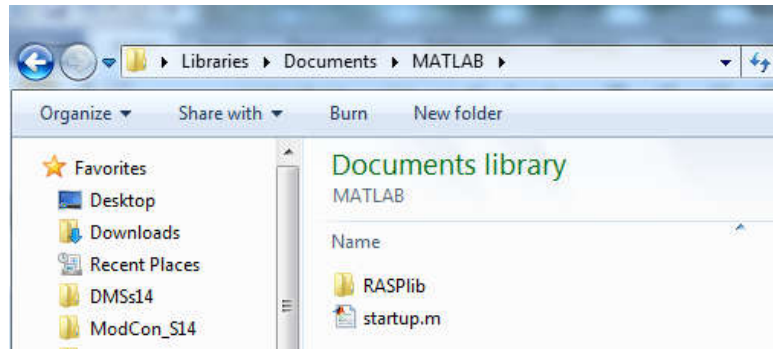 Libraries Documents MATLAB
Organize Share with Burn New folder
Favorites
Desktop
Downloads
Recent Places
DMSs14
ModCon_S14
Documents library
MATLAB
Name
RASPlib
startup.m